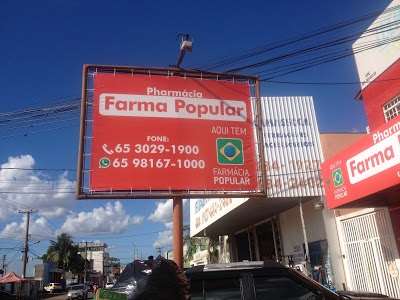 Pharmácia
Farma Popular
FONE:
65 3029-1900
65 98167-1000
AQUI TEM
FARMÁCIA
POPULAR
Farma